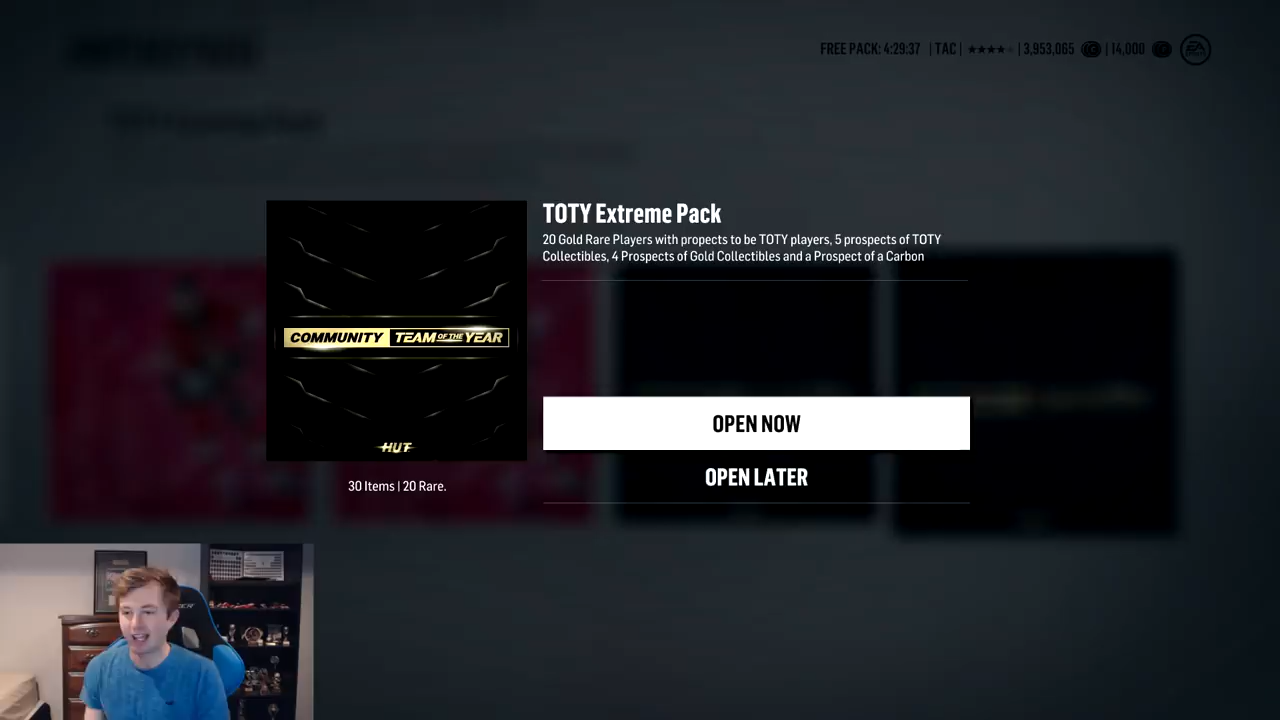 FREE PACK: 4:29:37 | TAC | ★★★★★ | 3,953,065 | 14,000
EA
TOTY Extreme Pack
20 Gold Rare Players with propects to be TOTY players, 5 prospects of TOTY
Collectibles, 4 Prospects of Gold Collectibles and a Prospect of a Carbon
COMMUNITY TEAM OF THE YEAR
HUT
30 Items | 20 Rare.
OPEN NOW
OPEN LATER